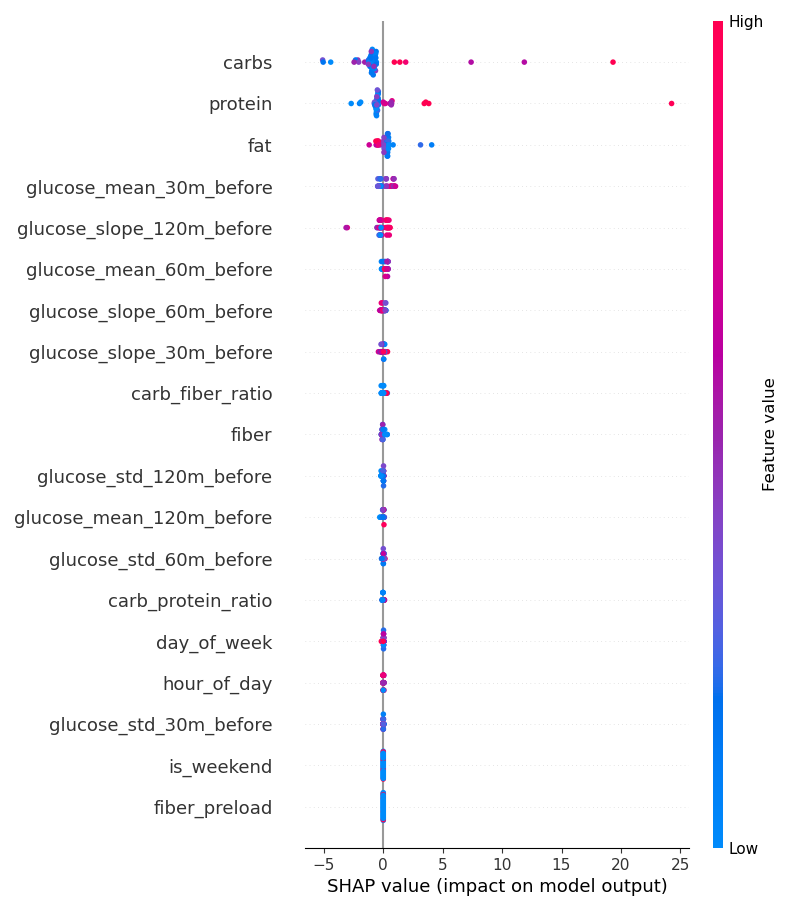 High
carbs
protein
fat
glucose_mean_30m_before
glucose_slope_120m_before
glucose_mean_60m_before
glucose_slope_60m_before
glucose_slope_30m_before
carb_fiber_ratio
fiber
glucose_std_120m_before
glucose_mean_120m_before
glucose_std_60m_before
carb_protein_ratio
day_of_week
hour_of_day
glucose_std_30m_before
is_weekend
fiber_preload
Feature value
Low
−5 0 5 10 15 20 25
SHAP value (impact on model output)